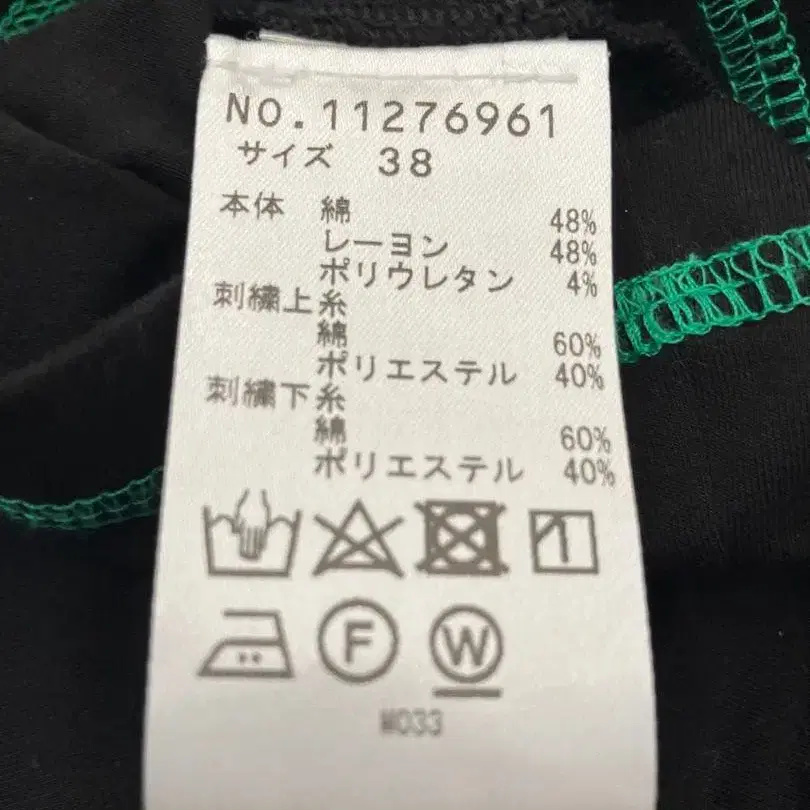 NO.11276961
サイズ 38
本体 綿 48%
レーヨン 48%
ポリウレタン 4%
刺繍上糸
綿 60%
ポリエステル 40%
刺繍下糸
綿 60%
ポリエステル 40%
F W
M033